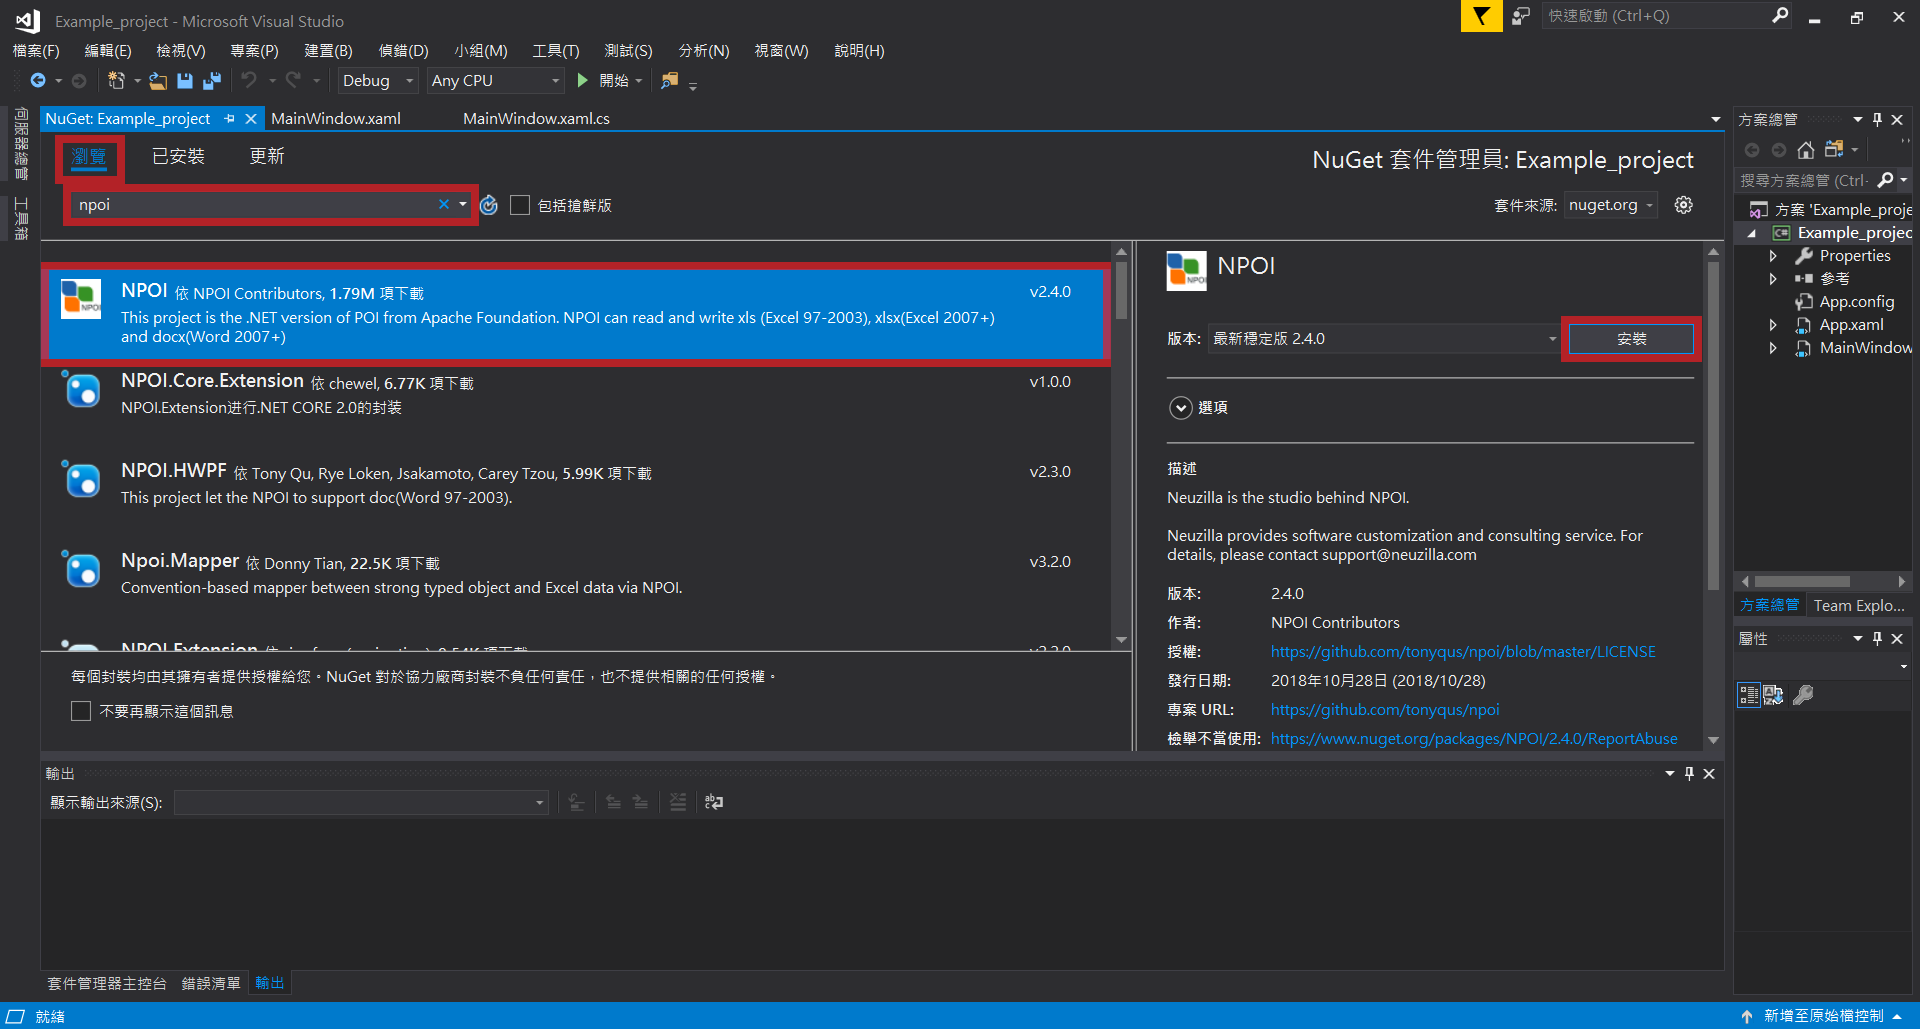 Example_project - Microsoft Visual Studio
快速啟動 (Ctrl+Q)
檔案(F) 編輯(E) 檢視(V) 專案(P) 建置(B) 偵錯(D) 小組(M) 工具(T) 測試(S) 分析(N) 視窗(W) 說明(H)
Debug Any CPU 開始
伺服器總管
工具箱
NuGet: Example_project MainWindow.xaml MainWindow.xaml.cs
瀏覽 已安裝 更新
NuGet 套件管理員: Example_project
npoi 包括搶鮮版
套件來源: nuget.org
NPOI 依 NPOI Contributors, 1.79M 項下載 v2.4.0
This project is the .NET version of POI from Apache Foundation. NPOI can read and write xls (Excel 97-2003), xlsx(Excel 2007+)
and docx(Word 2007+)
NPOI.Core.Extension 依 chewel, 6.77K 項下載 v1.0.0
NPOI.Extension进行.NET CORE 2.0的封装
NPOI.HWPF 依 Tony Qu, Rye Loken, Jsakamoto, Carey Tzou, 5.99K 項下載 v2.3.0
This project let the NPOI to support doc(Word 97-2003).
Npoi.Mapper 依 Donny Tian, 22.5K 項下載 v3.2.0
Convention-based mapper between strong typed object and Excel data via NPOI.
NPOI.Extension
每個封裝均由其擁有者提供授權給您。NuGet 對於協力廠商封裝不負任何責任，也不提供相關的任何授權。
不要再顯示這個訊息
NPOI
NPOI
NPOI
版本: 最新穩定版 2.4.0 安裝
選項
描述
Neuzilla is the studio behind NPOI.
Neuzilla provides software customization and consulting service. For
details, please contact support@neuzilla.com
版本: 2.4.0
作者: NPOI Contributors
授權: https://github.com/tonyqus/npoi/blob/master/LICENSE
發行日期: 2018年10月28日 (2018/10/28)
專案 URL: https://github.com/tonyqus/npoi
檢舉不當使用: https://www.nuget.org/packages/NPOI/2.4.0/ReportAbuse
方案總管
搜尋方案總管 (Ctrl-
方案 'Example_proje
C# Example_projec
Properties
參考
App.config
App.xaml
MainWindow
方案總管 Team Explo...
屬性
輸出
顯示輸出來源(S):
套件管理器主控台 錯誤清單 輸出
就緒
新增至原始檔控制